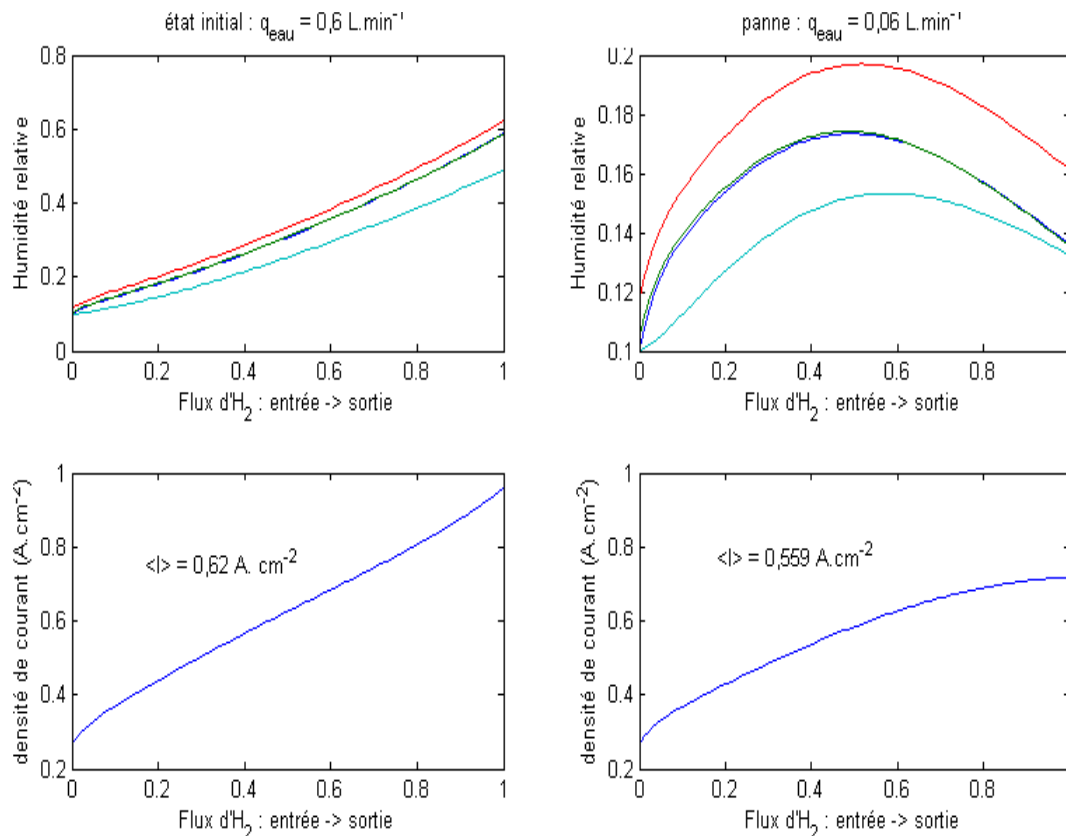 état initial : q_eau = 0,6 L.min⁻¹
Humidité relative
0.8
0.6
0.4
0.2
0
0 0.2 0.4 0.6 0.8 1
Flux d'H₂ : entrée -> sortie
panne : q_eau = 0,06 L.min⁻¹
Humidité relative
0.2
0.18
0.16
0.14
0.12
0.1
0 0.2 0.4 0.6 0.8
Flux d'H₂ : entrée -> sortie
densité de courant (A.cm⁻²)
1
0.8
0.6
0.4
0.2
<I> = 0,62 A. cm⁻²
0 0.2 0.4 0.6 0.8 1
Flux d'H₂ : entrée -> sortie
densité de courant (A.cm⁻²)
1
0.8
0.6
0.4
0.2
<I> = 0,559 A.cm⁻²
0 0.2 0.4 0.6 0.8
Flux d'H₂ : entrée -> sortie